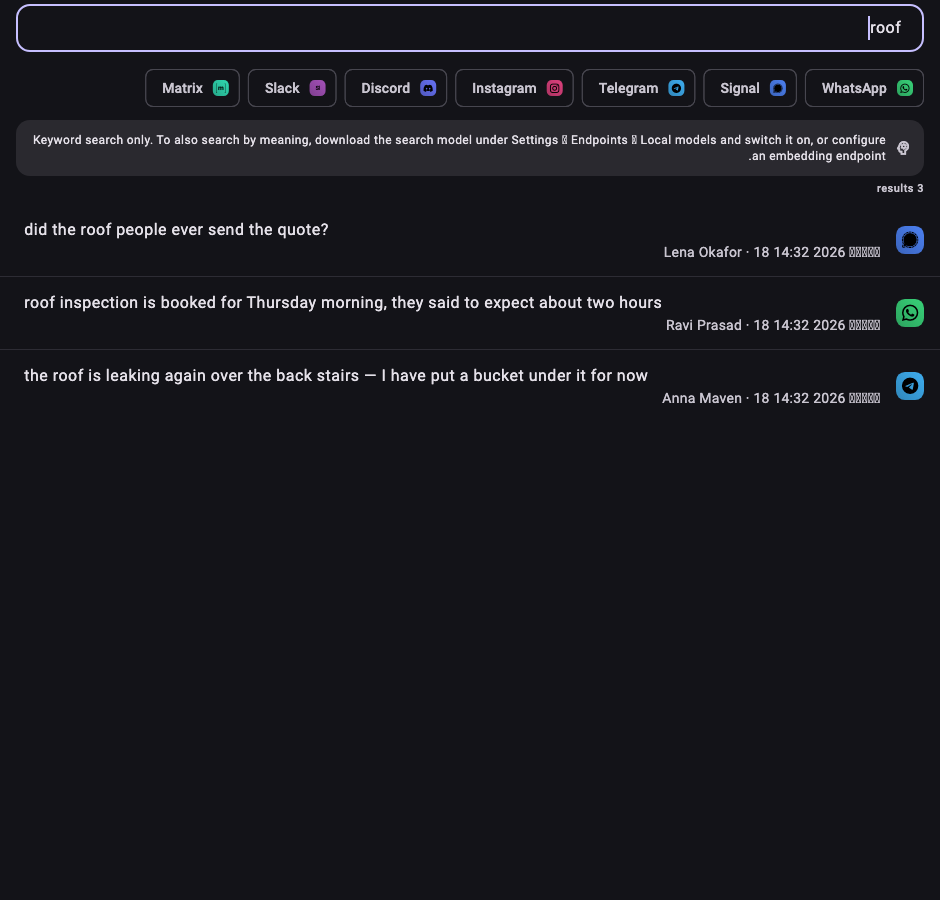 roof
Matrix
Slack
Discord
Instagram
Telegram
Signal
WhatsApp
Keyword search only. To also search by meaning, download the search model under Settings Endpoints Local models and switch it on, or configure
an embedding endpoint.
results 3
did the roof people ever send the quote?
Lena Okafor · 18 14:32 2026
roof inspection is booked for Thursday morning, they said to expect about two hours
Ravi Prasad · 18 14:32 2026
the roof is leaking again over the back stairs — I have put a bucket under it for now
Anna Maven · 18 14:32 2026